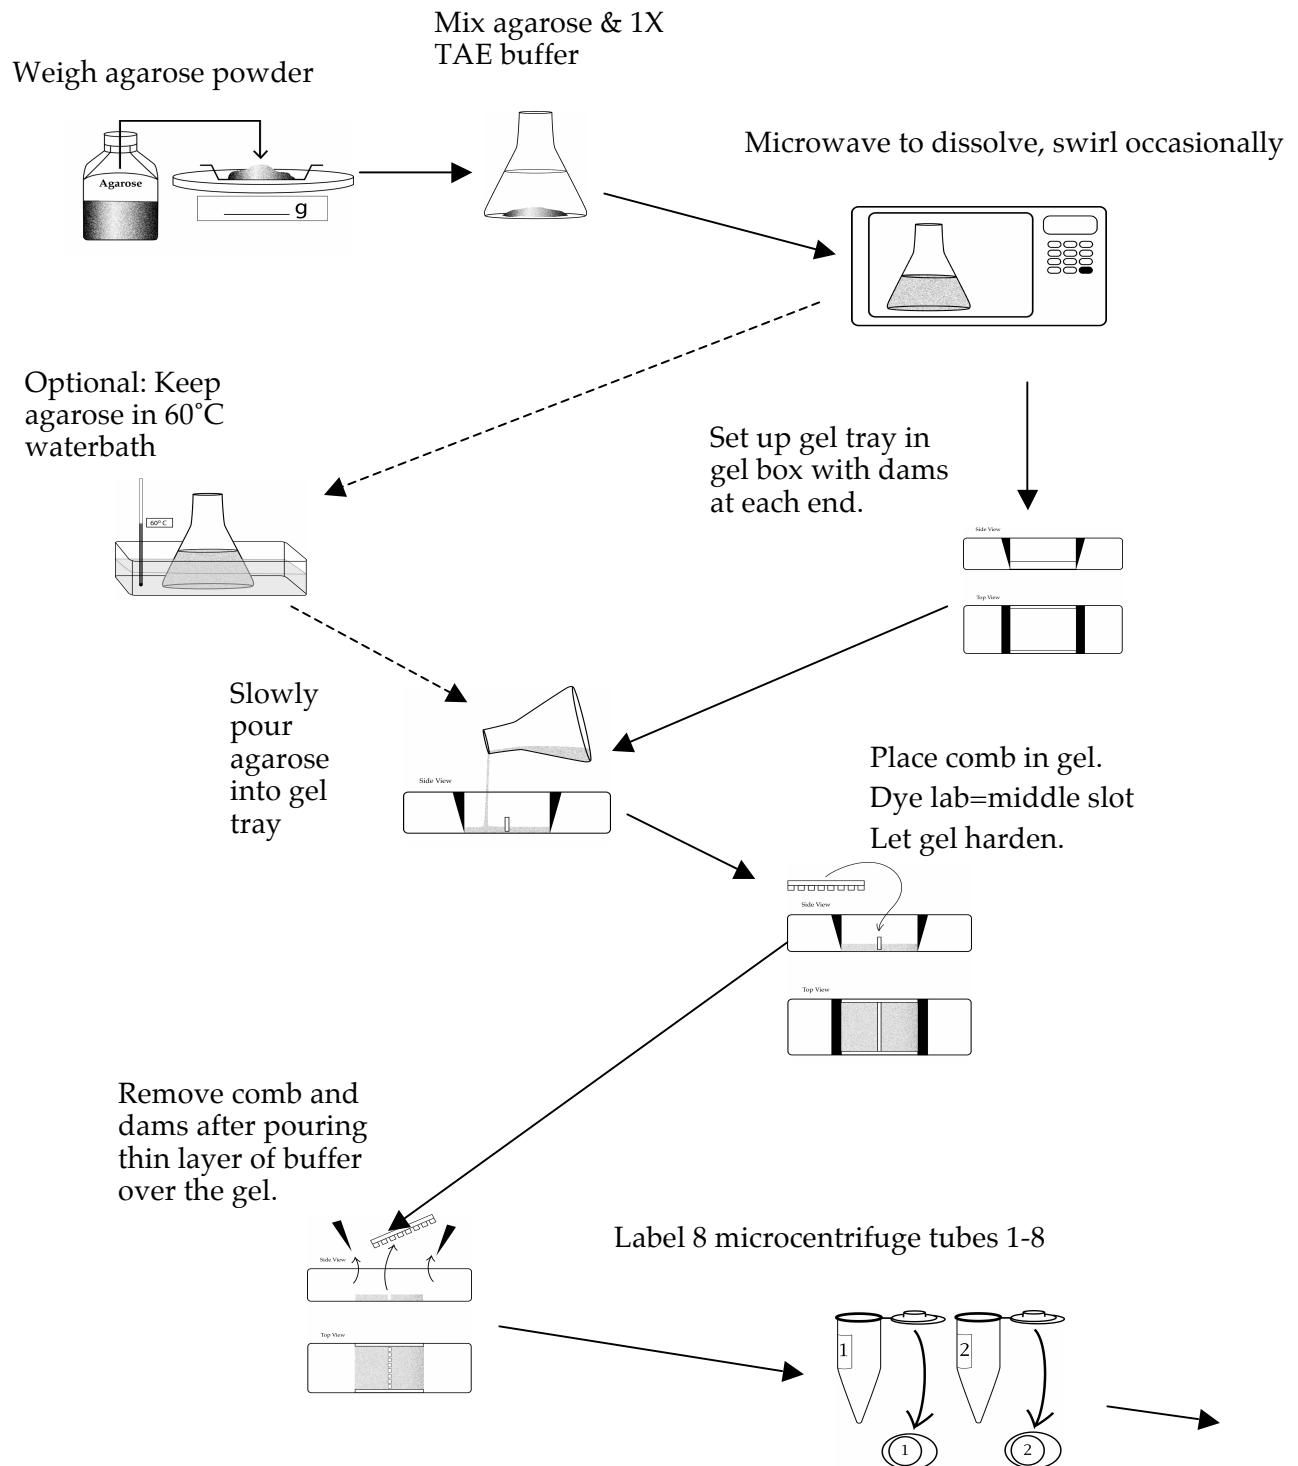 Weigh agarose powder
Agarose
________ g
Mix agarose & 1X
TAE buffer
Microwave to dissolve, swirl occasionally
Optional: Keep
agarose in 60˚C
waterbath
60° C
Set up gel tray in
gel box with dams
at each end.
Side View
Top View
Slowly
pour
agarose
into gel
tray
Side View
Place comb in gel.
Dye lab=middle slot
Let gel harden.
Side View
Top View
Remove comb and
dams after pouring
thin layer of buffer
over the gel.
Side View
Top View
Label 8 microcentrifuge tubes 1-8
1
2
1
2